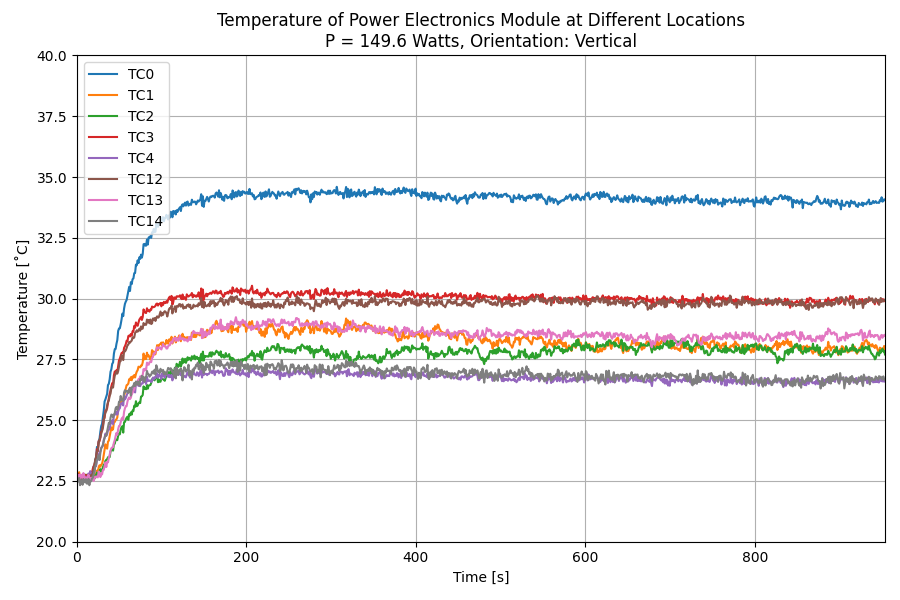 Temperature of Power Electronics Module at Different Locations
P = 149.6 Watts, Orientation: Vertical
40.0
37.5
35.0
32.5
30.0
27.5
25.0
22.5
20.0
Temperature [˚C]
TC0
TC1
TC2
TC3
TC4
TC12
TC13
TC14
0
200
400
600
800
Time [s]